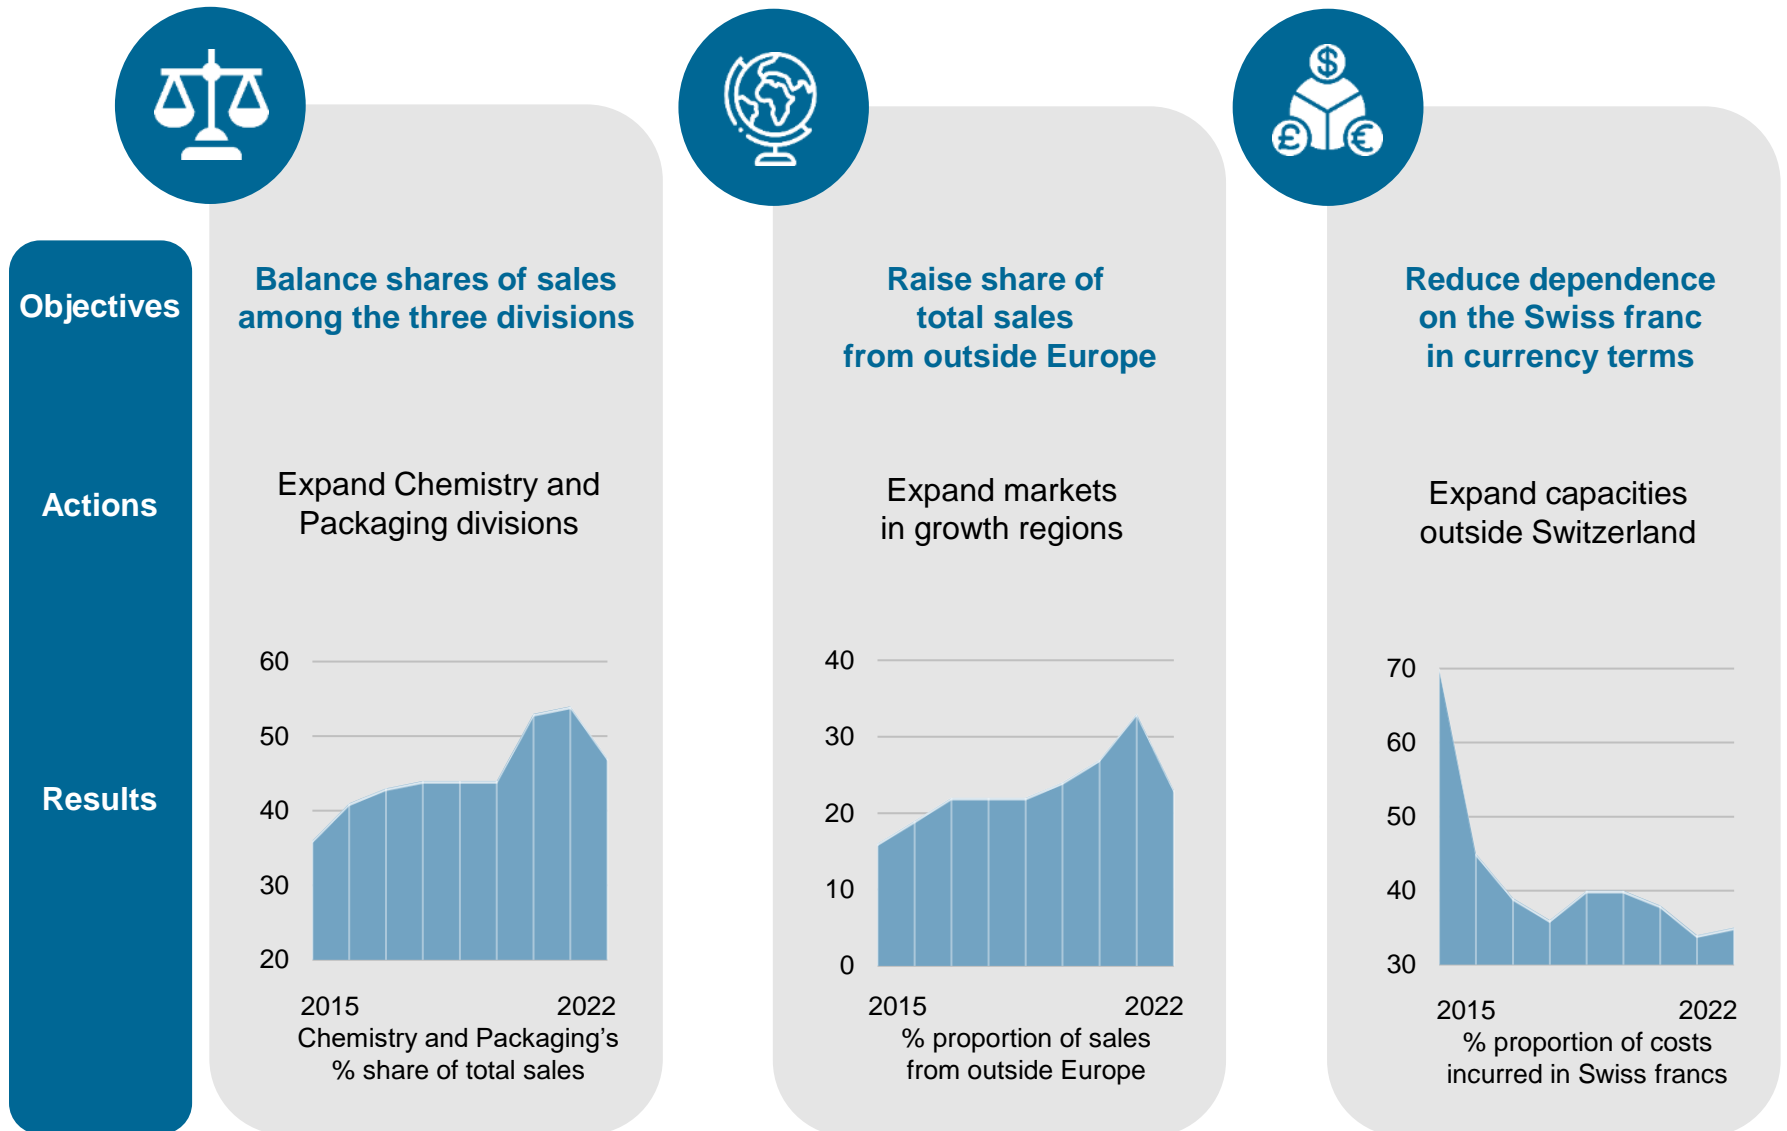 $
£
€
Objectives
Balance shares of sales
among the three divisions
Raise share of
total sales
from outside Europe
Reduce dependence
on the Swiss franc
in currency terms
Actions
Expand Chemistry and
Packaging divisions
Expand markets
in growth regions
Expand capacities
outside Switzerland
Results
60
50
40
30
20
2015
2022
Chemistry and Packaging's
% share of total sales
40
30
20
10
0
2015
2022
% proportion of sales
from outside Europe
70
60
50
40
30
2015
2022
% proportion of costs
incurred in Swiss francs